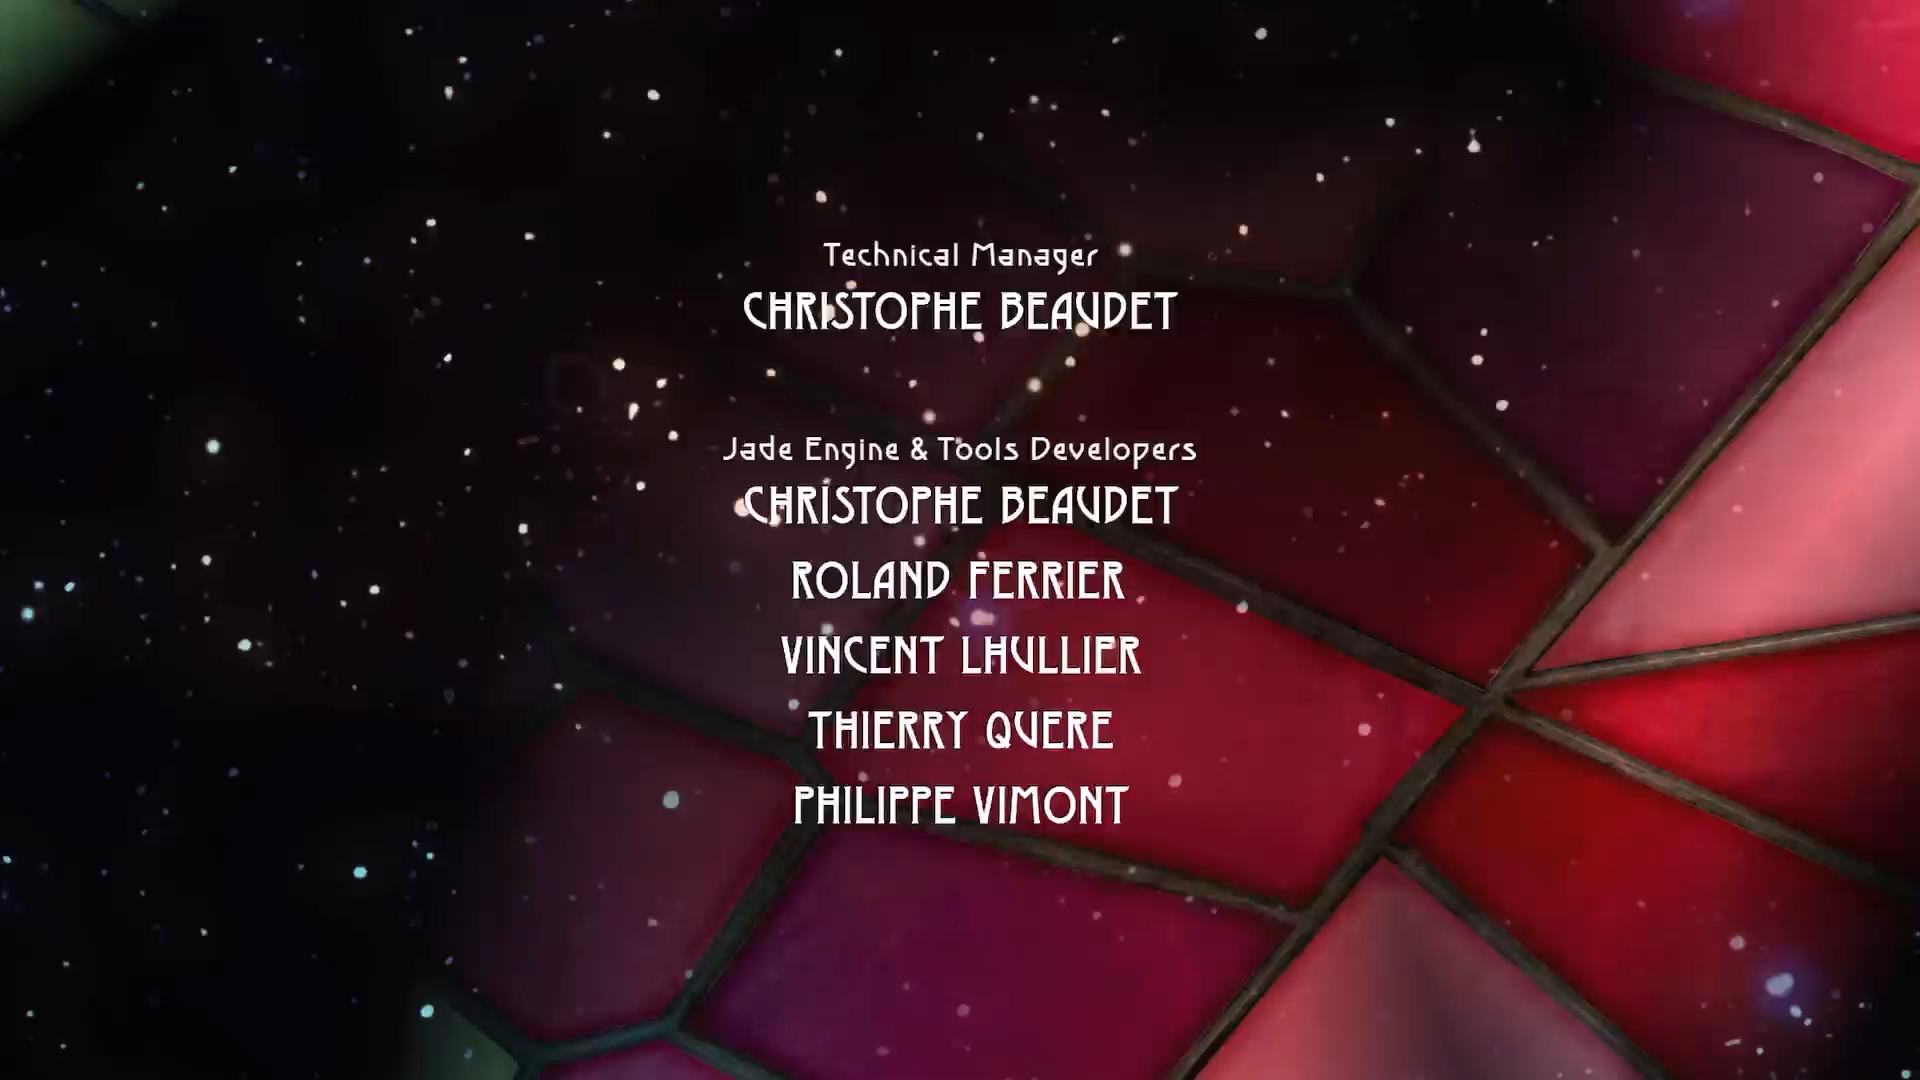 Technical Manager
CHRISTOPHE BEAUDET
Jade Engine & Tools Developers
CHRISTOPHE BEAUDET
ROLAND FERRIER
VINCENT LHULLIER
THIERRY QUERE
PHILIPPE VIMONT